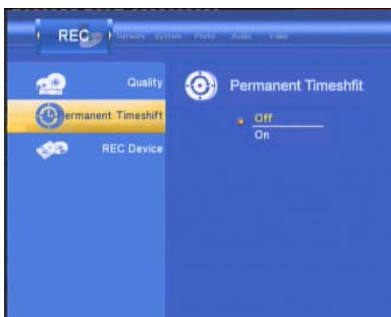 REC Network System Photo Audio Video
Quality
Permanent Timeshfit
ermanent Timeshift
Off
On
REC Device